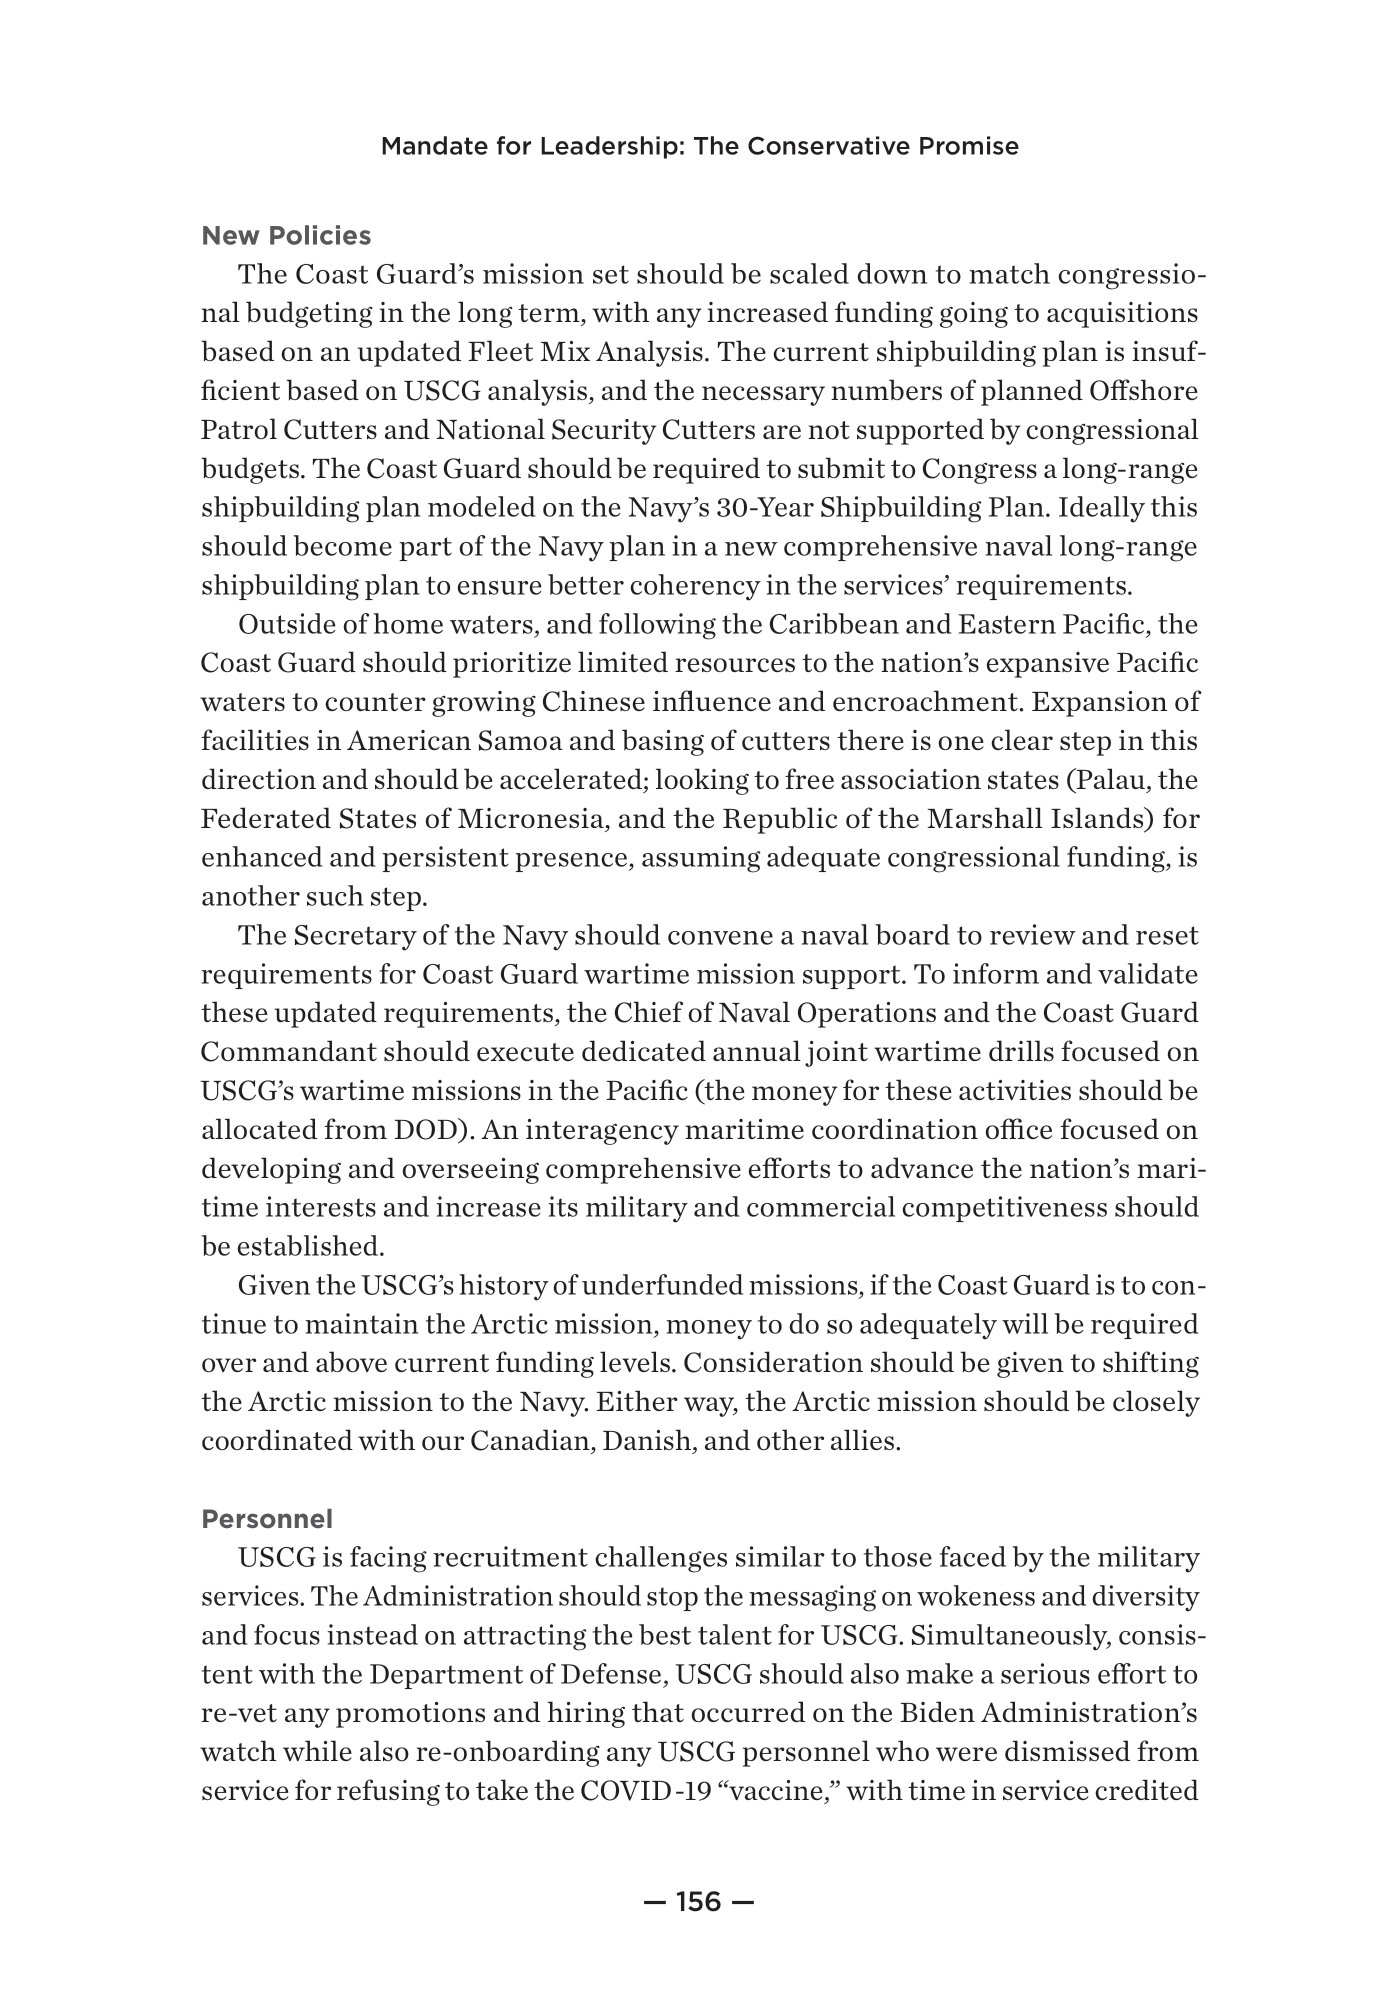 Mandate for Leadership: The Conservative Promise
New Policies
The Coast Guard’s mission set should be scaled down to match congressio-
nal budgeting in the long term, with any increased funding going to acquisitions
based on an updated Fleet Mix Analysis. The current shipbuilding plan is insuf-
ficient based on USCG analysis, and the necessary numbers of planned Offshore
Patrol Cutters and National Security Cutters are not supported by congressional
budgets. The Coast Guard should be required to submit to Congress a long-range
shipbuilding plan modeled on the Navy’s 30-Year Shipbuilding Plan. Ideally this
should become part of the Navy plan in a new comprehensive naval long-range
shipbuilding plan to ensure better coherency in the services’ requirements.
Outside of home waters, and following the Caribbean and Eastern Pacific, the
Coast Guard should prioritize limited resources to the nation’s expansive Pacific
waters to counter growing Chinese influence and encroachment. Expansion of
facilities in American Samoa and basing of cutters there is one clear step in this
direction and should be accelerated; looking to free association states (Palau, the
Federated States of Micronesia, and the Republic of the Marshall Islands) for
enhanced and persistent presence, assuming adequate congressional funding, is
another such step.
The Secretary of the Navy should convene a naval board to review and reset
requirements for Coast Guard wartime mission support. To inform and validate
these updated requirements, the Chief of Naval Operations and the Coast Guard
Commandant should execute dedicated annual joint wartime drills focused on
USCG’s wartime missions in the Pacific (the money for these activities should be
allocated from DOD). An interagency maritime coordination office focused on
developing and overseeing comprehensive efforts to advance the nation’s mari-
time interests and increase its military and commercial competitiveness should
be established.
Given the USCG’s history of underfunded missions, if the Coast Guard is to con-
tinue to maintain the Arctic mission, money to do so adequately will be required
over and above current funding levels. Consideration should be given to shifting
the Arctic mission to the Navy. Either way, the Arctic mission should be closely
coordinated with our Canadian, Danish, and other allies.
Personnel
USCG is facing recruitment challenges similar to those faced by the military
services. The Administration should stop the messaging on wokeness and diversity
and focus instead on attracting the best talent for USCG. Simultaneously, consis-
tent with the Department of Defense, USCG should also make a serious effort to
re-vet any promotions and hiring that occurred on the Biden Administration’s
watch while also re-onboarding any USCG personnel who were dismissed from
service for refusing to take the COVID-19 “vaccine,” with time in service credited
— 156 —